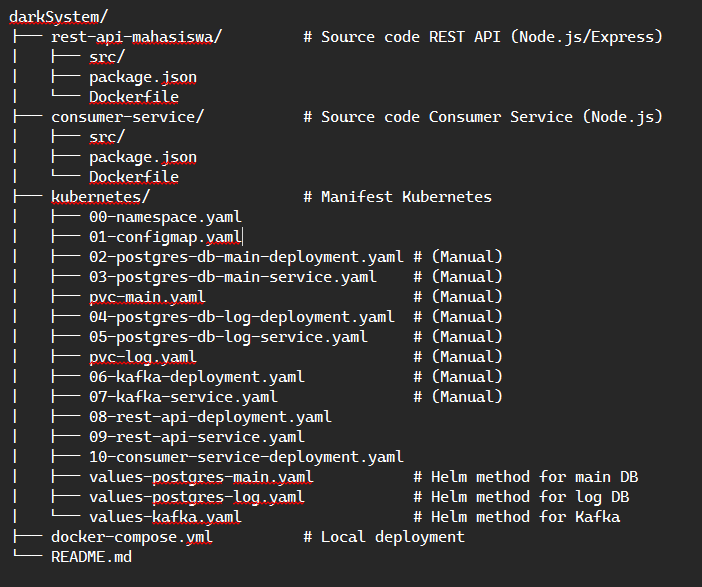 darkSystem/
├── rest-api-mahasiswa/         # Source code REST API (Node.js/Express)
│   ├── src/
│   ├── package.json
│   └── Dockerfile
├── consumer-service/           # Source code Consumer Service (Node.js)
│   ├── src/
│   ├── package.json
│   └── Dockerfile
├── kubernetes/                 # Manifest Kubernetes
│   ├── 00-namespace.yaml
│   ├── 01-configmap.yaml
│   ├── 02-postgres-db-main-deployment.yaml # (Manual)
│   ├── 03-postgres-db-main-service.yaml    # (Manual)
│   ├── pvc-main.yaml                       # (Manual)
│   ├── 04-postgres-db-log-deployment.yaml  # (Manual)
│   ├── 05-postgres-db-log-service.yaml     # (Manual)
│   ├── pvc-log.yaml                        # (Manual)
│   ├── 06-kafka-deployment.yaml            # (Manual)
│   ├── 07-kafka-service.yaml               # (Manual)
│   ├── 08-rest-api-deployment.yaml
│   ├── 09-rest-api-service.yaml
│   ├── 10-consumer-service-deployment.yaml
│   ├── values-postgres-main.yaml           # Helm method for main DB
│   ├── values-postgres-log.yaml            # Helm method for log DB
│   └── values-kafka.yaml                   # Helm method for Kafka
├── docker-compose.yml          # Local deployment
└── README.md